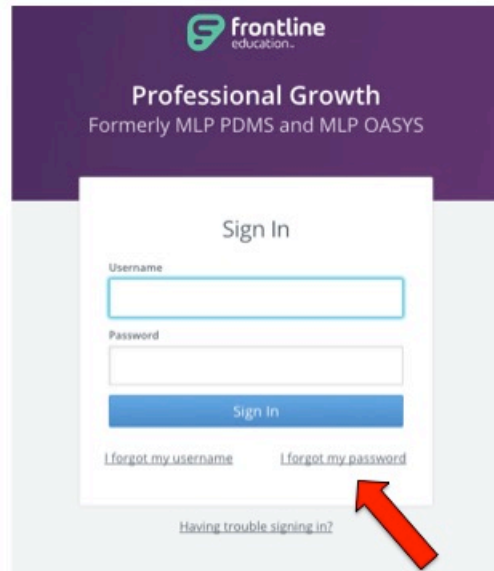 frontline
education™
Professional Growth
Formerly MLP PDMS and MLP OASYS
Sign In
Username
Password
Sign In
I forgot my username I forgot my password
Having trouble signing in?